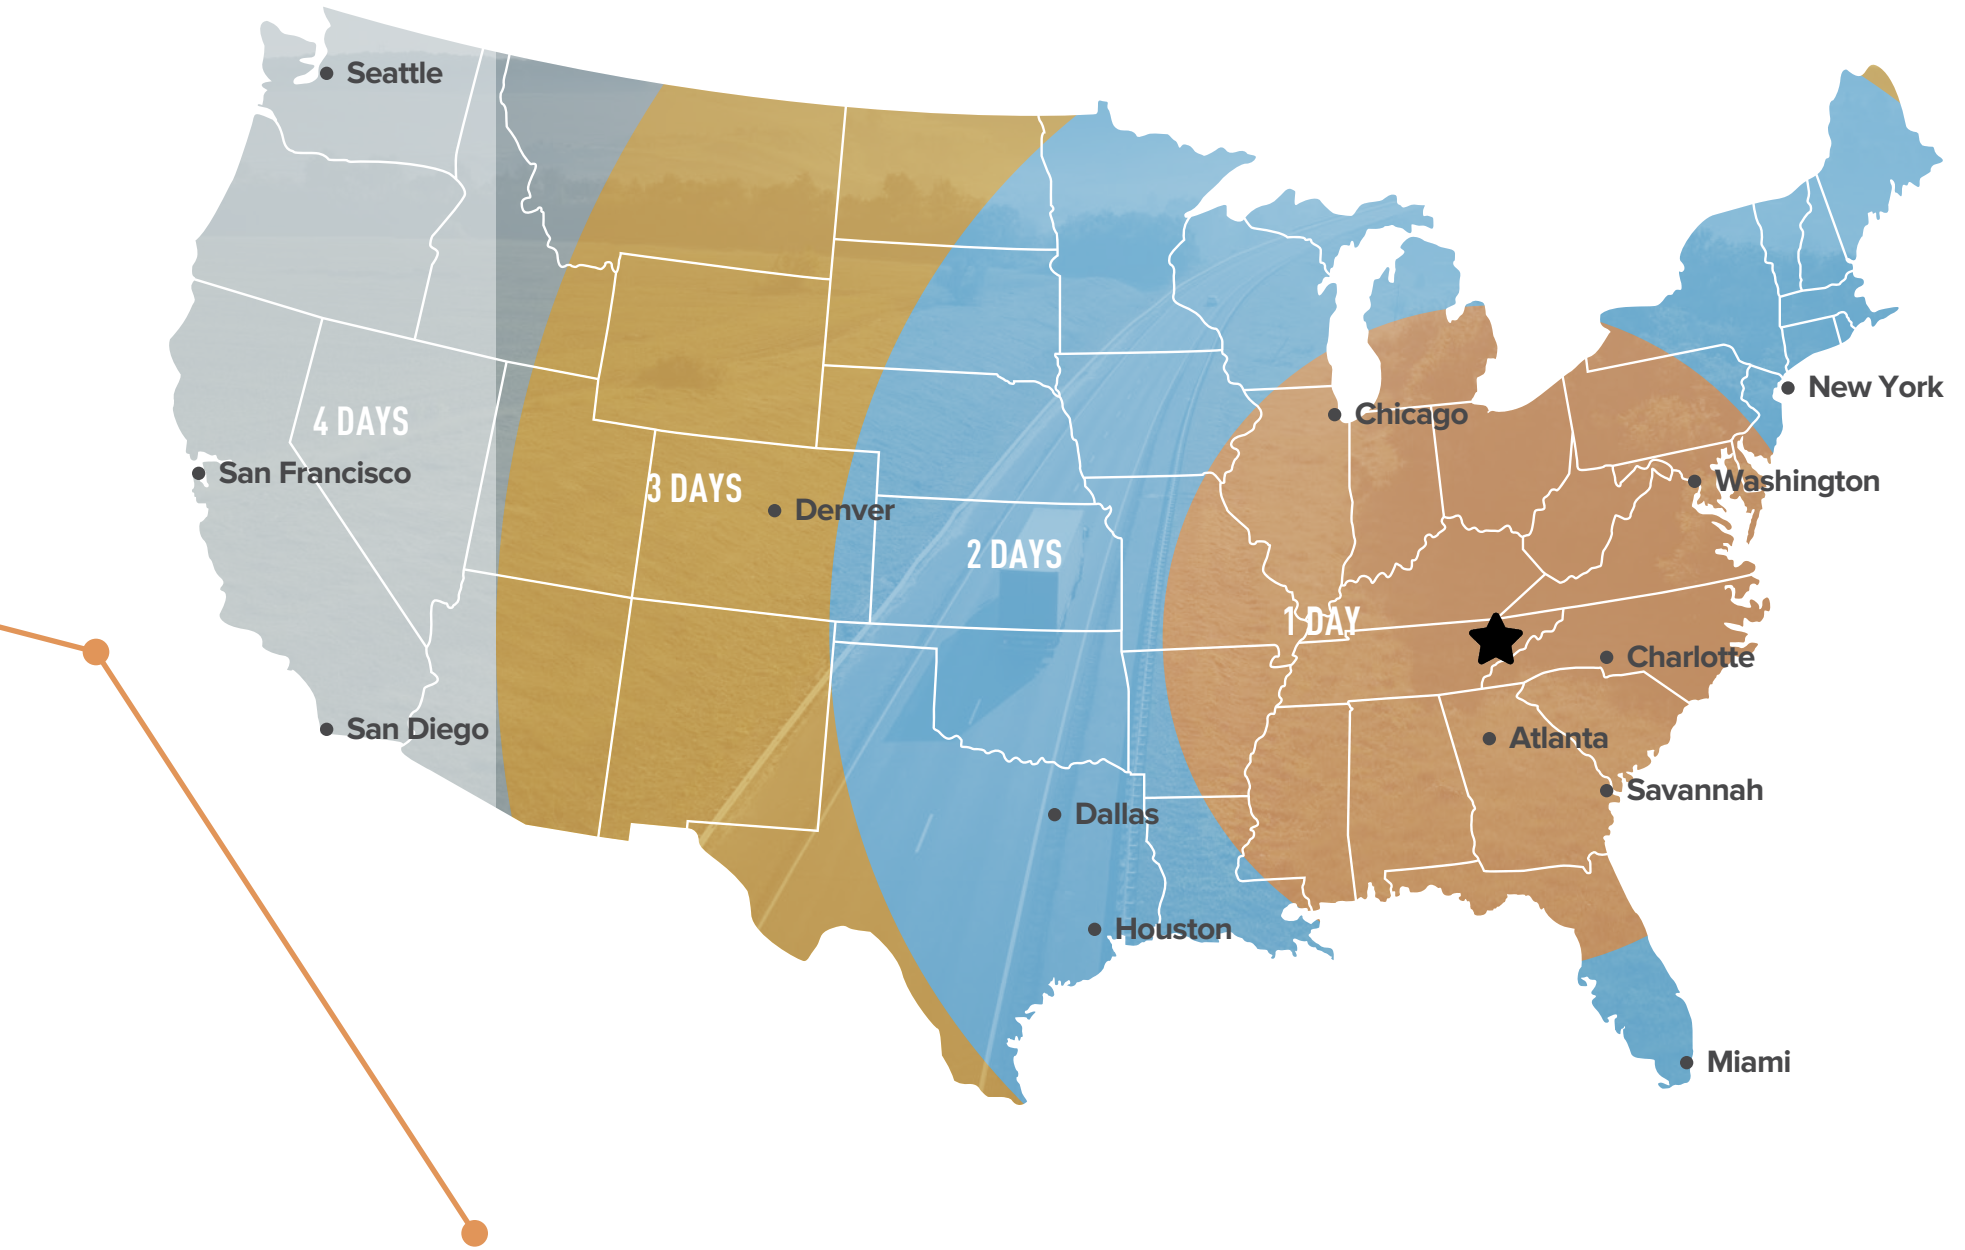 Seattle
New York
Chicago
4 DAYS
San Francisco
Washington
3 DAYS
Denver
2 DAYS
1 DAY
Charlotte
San Diego
Atlanta
Savannah
Dallas
Houston
Miami